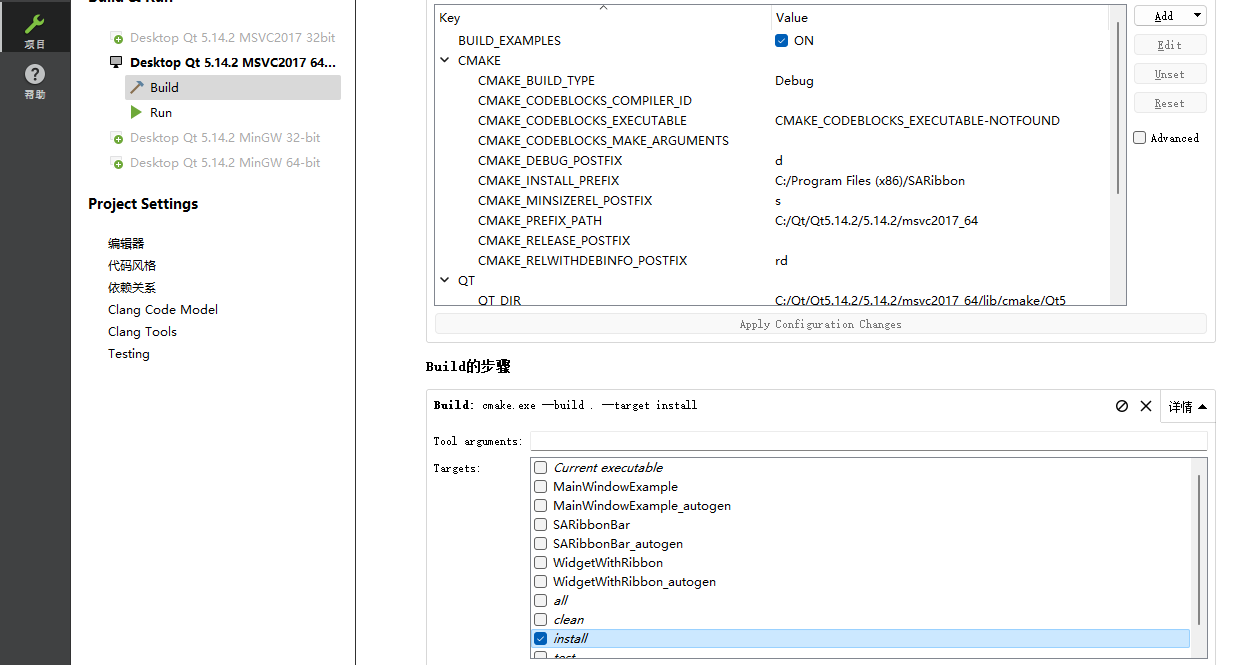 Build & Run
项目
帮助
Desktop Qt 5.14.2 MSVC2017 32bit
Desktop Qt 5.14.2 MSVC2017 64...
Build
Run
Desktop Qt 5.14.2 MinGW 32-bit
Desktop Qt 5.14.2 MinGW 64-bit
Project Settings
编辑器
代码风格
依赖关系
Clang Code Model
Clang Tools
Testing
Key Value
BUILD_EXAMPLES ON
CMAKE
CMAKE_BUILD_TYPE Debug
CMAKE_CODEBLOCKS_COMPILER_ID
CMAKE_CODEBLOCKS_EXECUTABLE CMAKE_CODEBLOCKS_EXECUTABLE-NOTFOUND
CMAKE_CODEBLOCKS_MAKE_ARGUMENTS
CMAKE_DEBUG_POSTFIX d
CMAKE_INSTALL_PREFIX C:/Program Files (x86)/SARibbon
CMAKE_MINSIZEREL_POSTFIX s
CMAKE_PREFIX_PATH C:/Qt/Qt5.14.2/5.14.2/msvc2017_64
CMAKE_RELEASE_POSTFIX
CMAKE_RELWITHDEBINFO_POSTFIX rd
QT
QT_DIR C:/Qt/Qt5.14.2/5.14.2/msvc2017_64/lib/cmake/Qt5
Add
Edit
Unset
Reset
Advanced
Apply Configuration Changes
Build的步骤
Build: cmake.exe --build . --target install
详情
Tool arguments:
Targets:
Current executable
MainWindowExample
MainWindowExample_autogen
SARibbonBar
SARibbonBar_autogen
WidgetWithRibbon
WidgetWithRibbon_autogen
all
clean
install
test